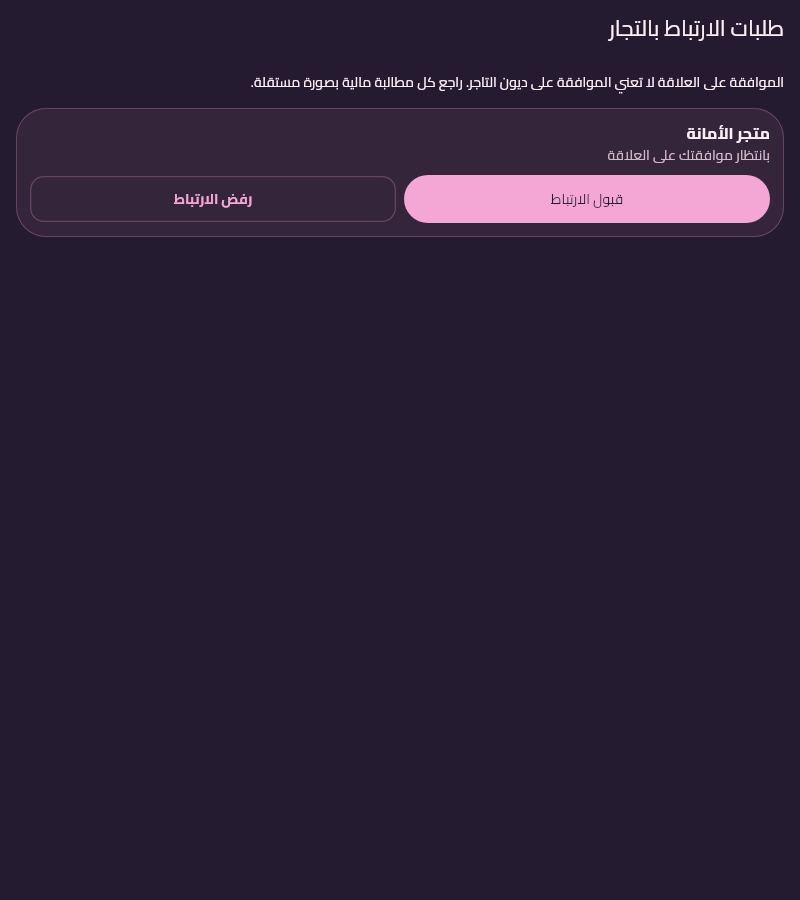 طلبات الارتباط بالتجار
الموافقة على العلاقة لا تعني الموافقة على ديون التاجر. راجع كل مطالبة مالية بصورة مستقلة.
متجر الأمانة
بانتظار موافقتك على العلاقة
قبول الارتباط
رفض الارتباط